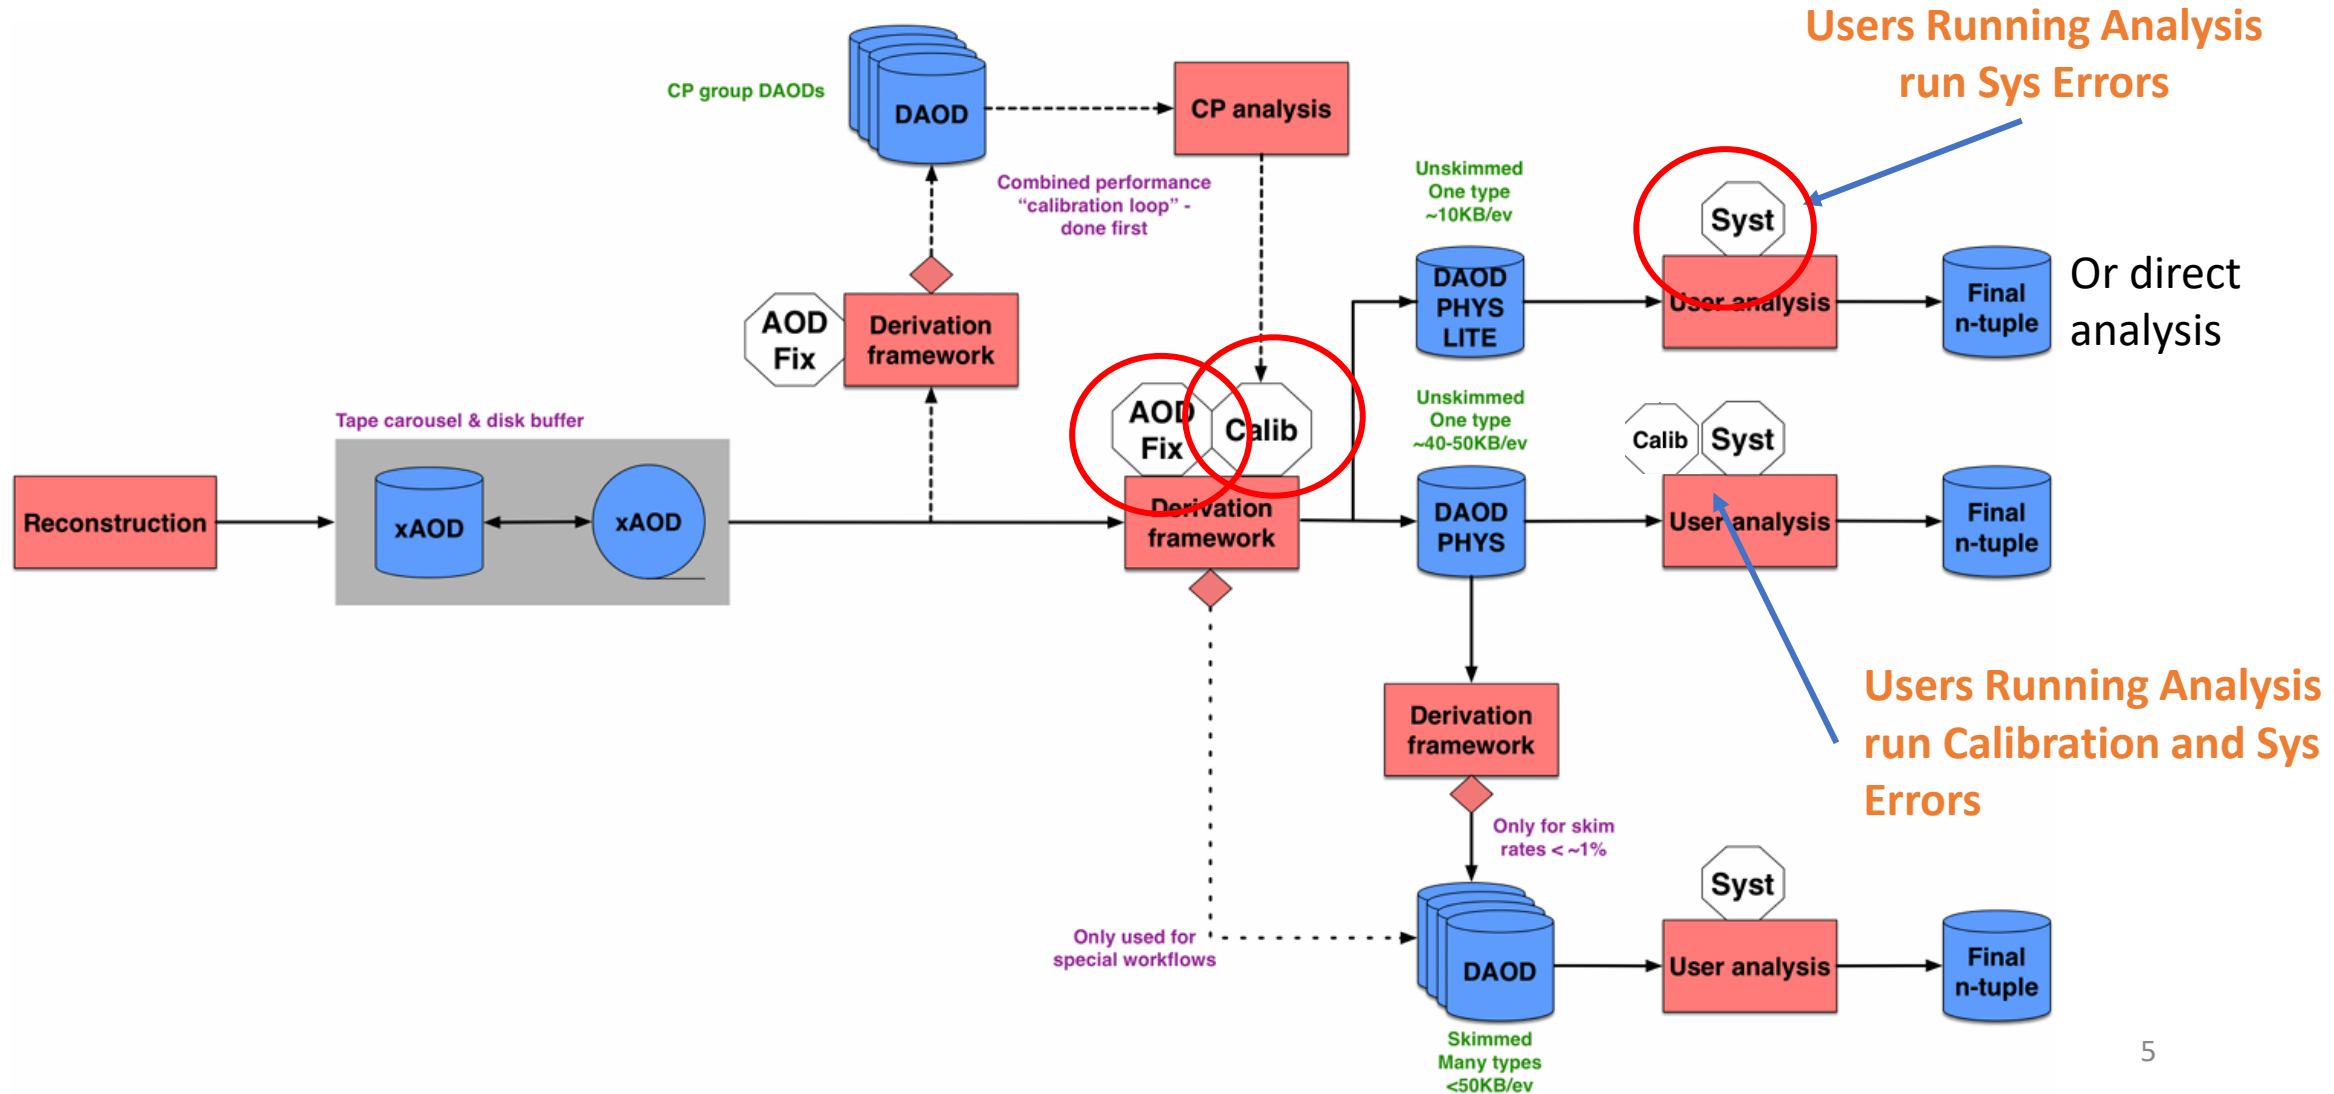 Users Running Analysis
run Sys Errors
CP group DAODs
DAOD
CP analysis
Combined performance
“calibration loop” -
done first
Unskimmed
One type
~10KB/ev
Syst
AOD
Fix
Derivation
framework
DAOD
PHYS
LITE
User analysis
Final
n-tuple
Or direct
analysis
AOD
Fix
Calib
Unskimmed
One type
~40-50KB/ev
Calib
Syst
Tape carousel & disk buffer
Reconstruction
xAOD
xAOD
Derivation
framework
DAOD
PHYS
User analysis
Final
n-tuple
Users Running Analysis
run Calibration and Sys
Errors
Derivation
framework
Only for skim
rates < ~1%
Syst
Only used for
special workflows
DAOD
User analysis
Final
n-tuple
Skimmed
Many types
<50KB/ev
5